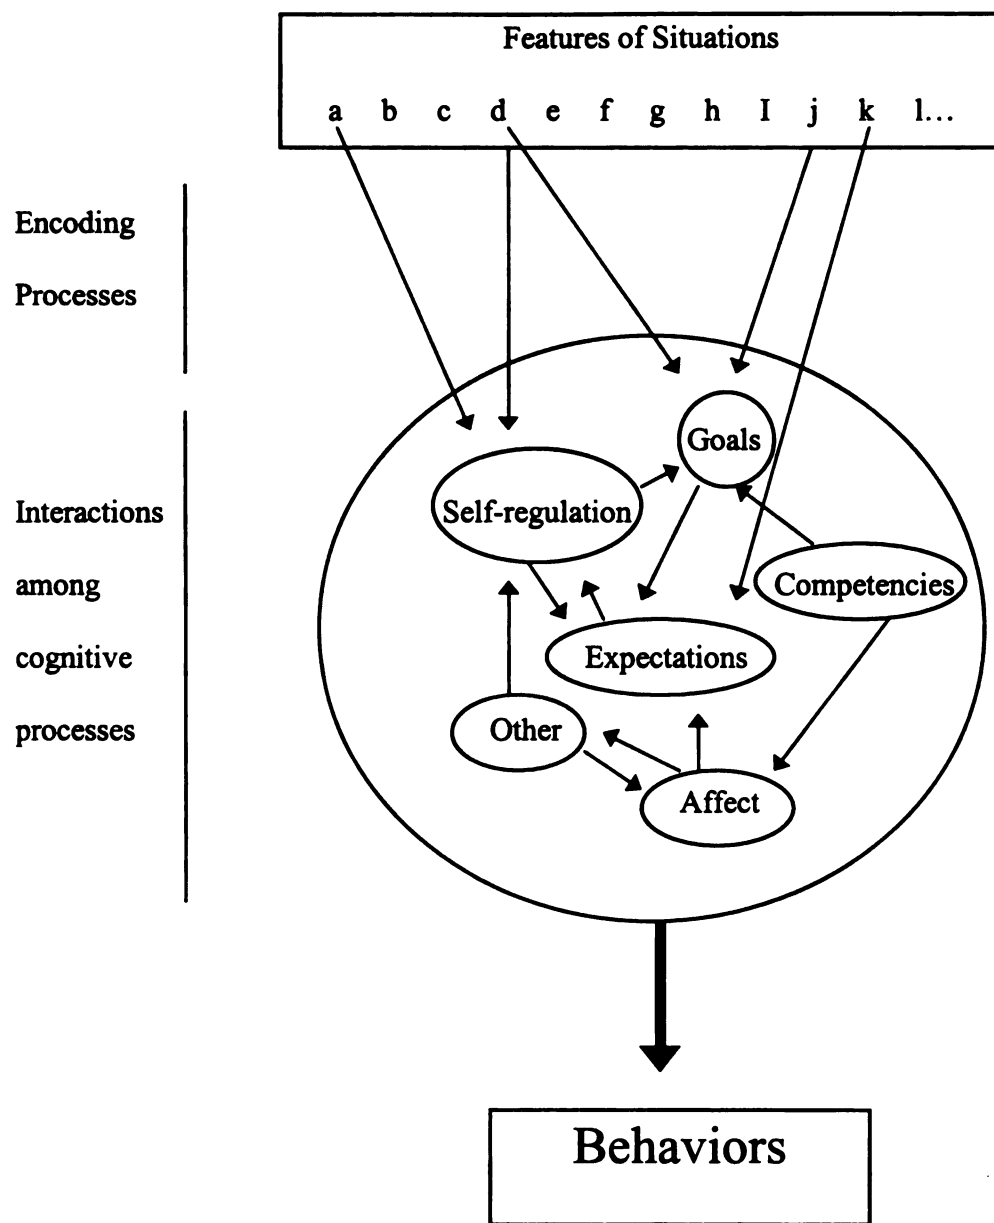 Features of Situations
a b c d e f g h I j k l...
Encoding
Processes
Goals
Self-regulation
Interactions
among
Competencies
cognitive
Expectations
processes
Other
Affect
Behaviors